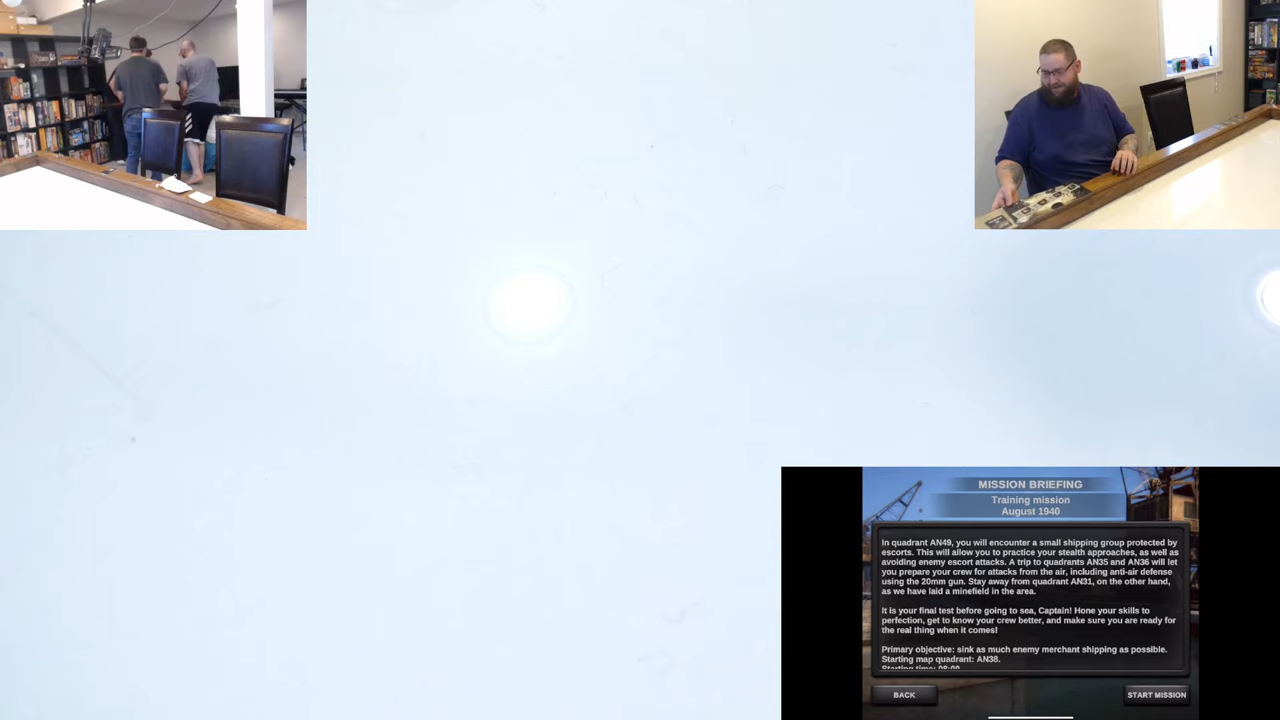 MISSION BRIEFING
Training mission
August 1940
In quadrant AN49, you will encounter a small shipping group protected by
escorts. This will allow you to practice your stealth approaches, as well as
avoiding enemy escort attacks. A trip to quadrants AN35 and AN36 will let
you prepare your crew for attacks from the air, including anti-air defense
using the 20mm gun. Stay away from quadrant AN31, on the other hand,
as we have laid a minefield in the area.
It is your final test before going to sea, Captain! Hone your skills to
perfection, get to know your crew better, and make sure you are ready for
the real thing when it comes!
Primary objective: sink as much enemy merchant shipping as possible.
Starting map quadrant: AN38.
Starting time: 08:00
BACK
START MISSION